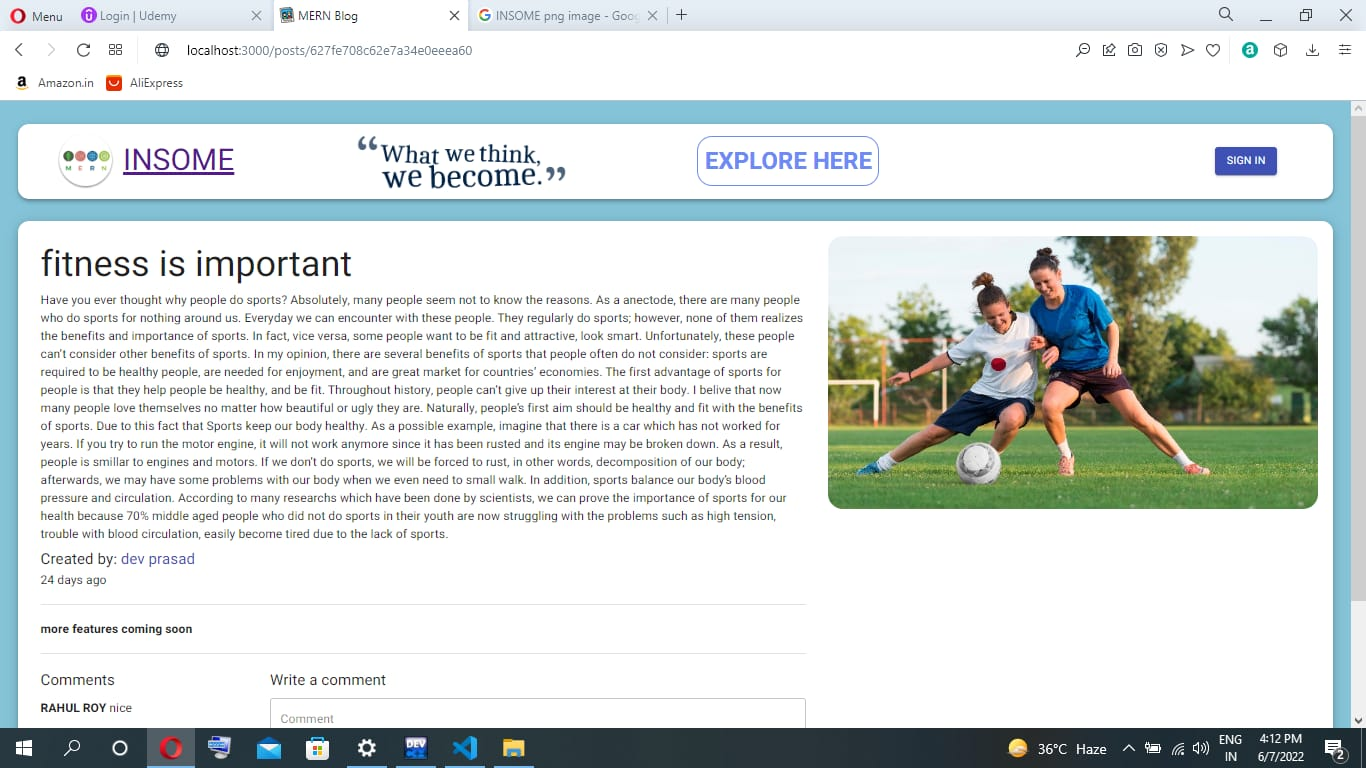 Menu
Login | Udemy
MERN Blog
INSOME png image - Goo
localhost:3000/posts/627fe708c62e7a34e0eeea60
a Amazon.in
AliExpress
MERN
INSOME
“What we think,
we become.”
EXPLORE HERE
SIGN IN
fitness is important
Have you ever thought why people do sports? Absolutely, many people seem not to know the reasons. As a anectode, there are many people
who do sports for nothing around us. Everyday we can encounter with these people. They regularly do sports; however, none of them realizes
the benefits and importance of sports. In fact, vice versa, some people want to be fit and attractive, look smart. Unfortunately, these people
can’t consider other benefits of sports. In my opinion, there are several benefits of sports that people often do not consider: sports are
required to be healthy people, are needed for enjoyment, and are great market for countries’ economies. The first advantage of sports for
people is that they help people be healthy, and be fit. Throughout history, people can’t give up their interest at their body. I belive that now
many people love themselves no matter how beautiful or ugly they are. Naturally, people’s first aim should be healthy and fit with the benefits
of sports. Due to this fact that Sports keep our body healthy. As a possible example, imagine that there is a car which has not worked for
years. If you try to run the motor engine, it will not work anymore since it has been rusted and its engine may be broken down. As a result,
people is smillar to engines and motors. If we don’t do sports, we will be forced to rust, in other words, decomposition of our body;
afterwards, we may have some problems with our body when we even need to small walk. In addition, sports balance our body’s blood
pressure and circulation. According to many researchs which have been done by scientists, we can prove the importance of sports for our
health because 70% middle aged people who did not do sports in their youth are now struggling with the problems such as high tension,
trouble with blood circulation, easily become tired due to the lack of sports.
Created by: dev prasad
24 days ago
more features coming soon
Comments
Write a comment
RAHUL ROY nice
Comment
DEV
36°C Haze
ENG
IN
4:12 PM
6/7/2022
2